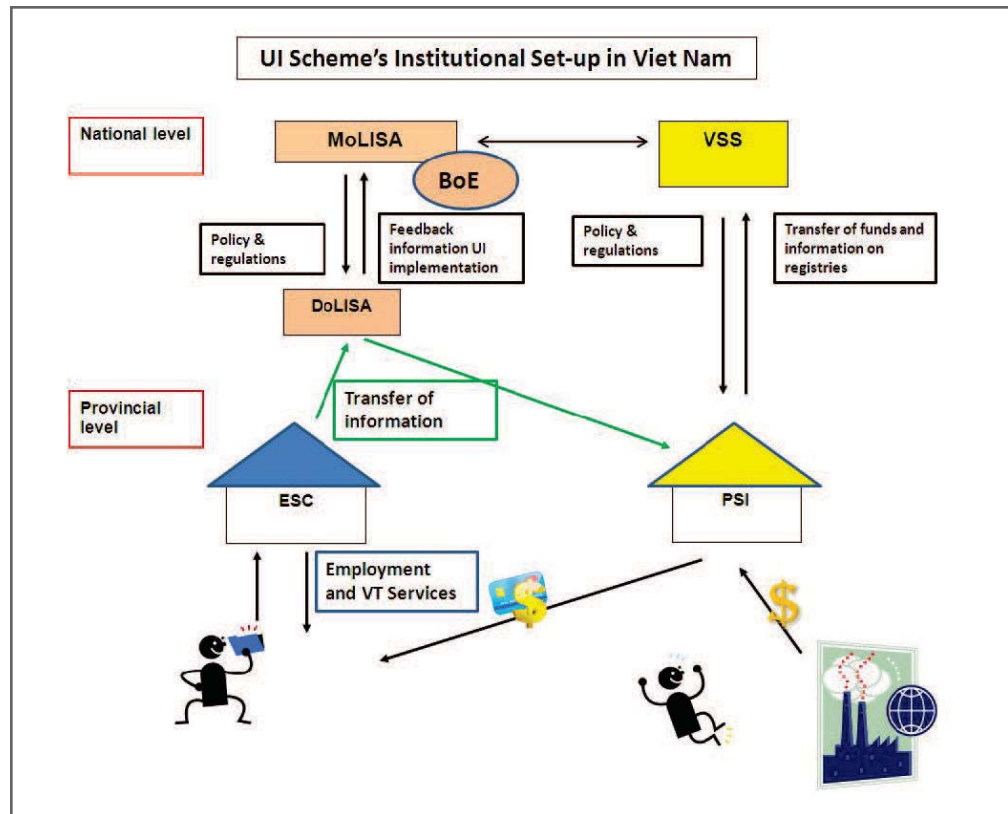 UI Scheme's Institutional Set-up in Viet Nam
National level
MoLISA
VSS
BoE
Policy &
regulations
Feedback
information UI
implementation
Policy &
regulations
Transfer of funds and
information on
registries
DoLISA
Provincial
level
Transfer of
information
ESC
PSI
Employment
and VT Services
$
$